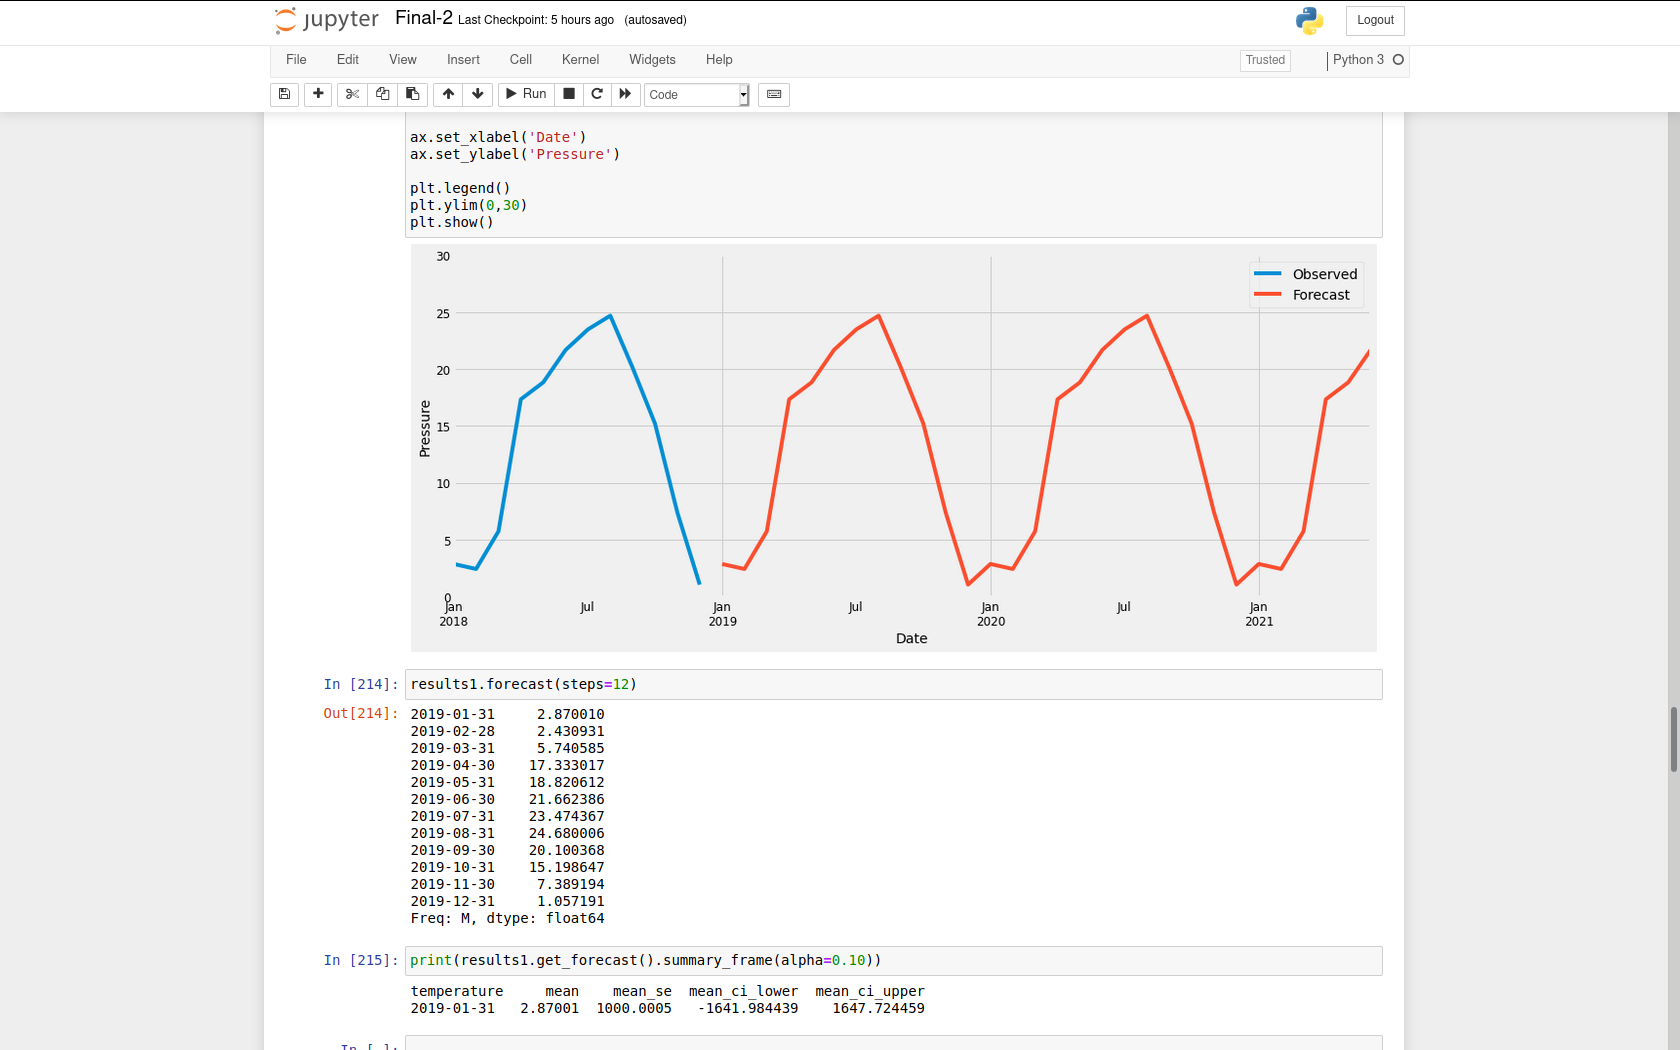 jupyter Final-2 Last Checkpoint: 5 hours ago (autosaved) Logout
File Edit View Insert Cell Kernel Widgets Help Trusted Python 3
Run Code
ax.set_xlabel('Date')
ax.set_ylabel('Pressure')
plt.legend()
plt.ylim(0,30)
plt.show()
30
25
20
15
10
5
0
Pressure
Observed
Forecast
Jan Jul Jan Jul Jan Jul Jan
2018 2019 2020 2021
Date
In [214]: results1.forecast(steps=12)
Out[214]: 2019-01-31 2.870010
2019-02-28 2.430931
2019-03-31 5.740585
2019-04-30 17.333017
2019-05-31 18.820612
2019-06-30 21.662386
2019-07-31 23.474367
2019-08-31 24.680006
2019-09-30 20.100368
2019-10-31 15.198647
2019-11-30 7.389194
2019-12-31 1.057191
Freq: M, dtype: float64
In [215]: print(results1.get_forecast().summary_frame(alpha=0.10))
temperature mean mean_se mean_ci_lower mean_ci_upper
2019-01-31 2.87001 1000.0005 -1641.984439 1647.724459
In [ ]: